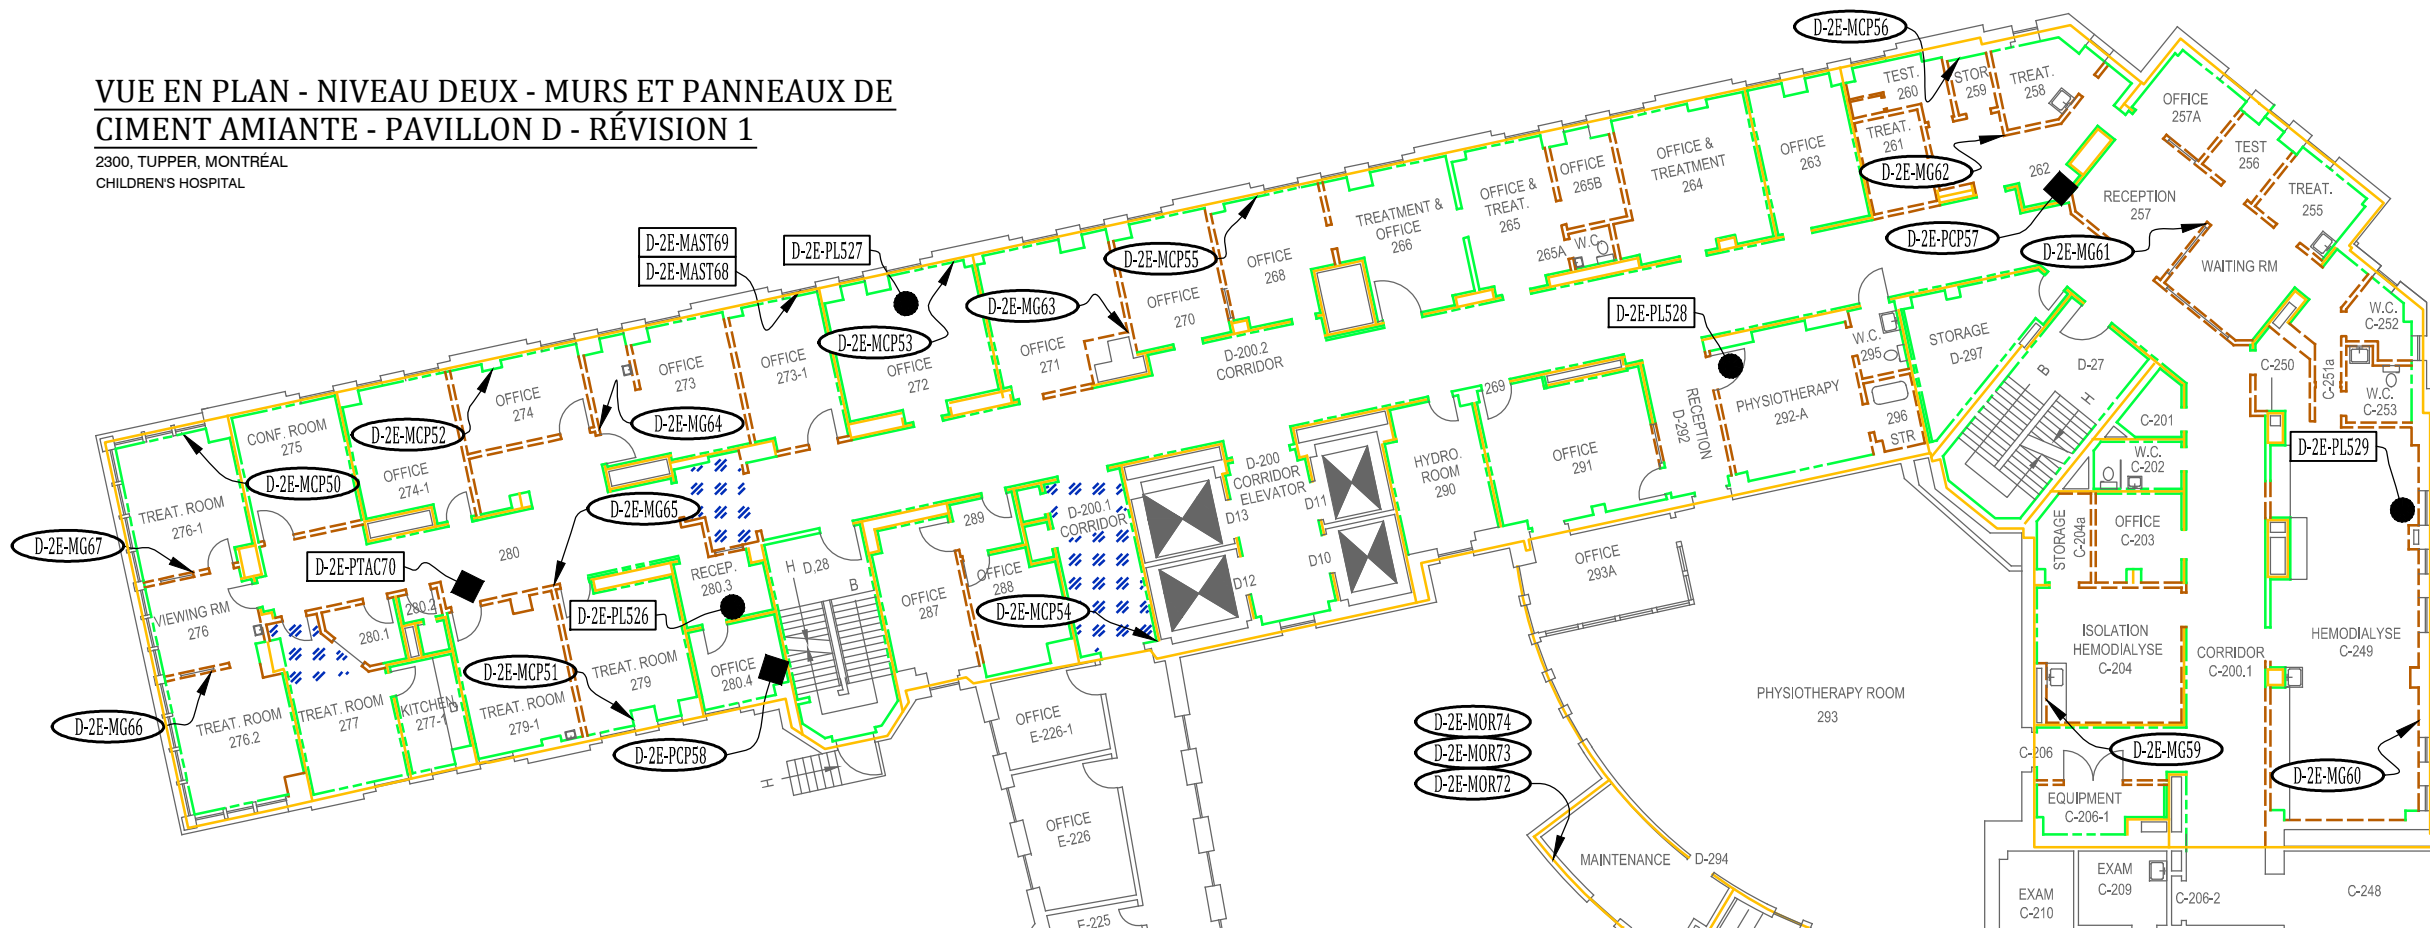 VUE EN PLAN - NIVEAU DEUX - MURS ET PANNEAUX DE
CIMENT AMIANTE - PAVILLON D - RÉVISION 1
2300, TUPPER, MONTRÉAL
CHILDREN'S HOSPITAL
D-2E-MCP56
D-2E-MAST69
D-2E-MAST68
D-2E-PL527
D-2E-MCP53
D-2E-MCP55
D-2E-MG63
D-2E-MG62
D-2E-PCP57
D-2E-MG61
D-2E-PL528
D-2E-MCP52
D-2E-MG64
D-2E-MCP50
D-2E-MG65
D-2E-MG67
D-2E-PTAC70
D-2E-PL526
D-2E-MCP54
D-2E-MCP51
D-2E-MG66
D-2E-PCP58
D-2E-PL529
D-2E-MOR74
D-2E-MOR73
D-2E-MOR72
D-2E-MG59
D-2E-MG60
TEST.
260
STOR.
259
TREAT.
258
OFFICE
257A
TEST
256
TREAT.
255
TREAT.
261
262
RECEPTION
257
WAITING RM
OFFICE
263
OFFICE &
TREATMENT
264
OFFICE
265B
OFFICE &
TREAT.
265
265A
W.C.
TREATMENT &
OFFICE
266
OFFICE
268
OFFFICE
270
OFFICE
271
D-200.2
CORRIDOR
OFFICE
272
OFFICE
273-1
OFFICE
273
OFFICE
274
OFFICE
274-1
CONF. ROOM
275
TREAT. ROOM
276-1
VIEWING RM
276
TREAT. ROOM
276.2
TREAT. ROOM
277
KITCHEN
277-1
D
280.1
280.2
280
TREAT. ROOM
279-1
TREAT. ROOM
279
RECEP.
280.3
OFFICE
280.4
H
D,28
B
H
OFFICE
287
OFFICE
288
289
D-200.1
CORRIDOR
D-200
CORRIDOR
ELEVATOR
D13
D12
D11
D10
HYDRO.
ROOM
290
269
OFFICE
291
RECEPTION
D-292
PHYSIOTHERAPY
292-A
W.C.
295
296
STR
STORAGE
D-297
D-27
B
H
OFFICE
293A
PHYSIOTHERAPY ROOM
293
MAINTENANCE
D-294
OFFICE
E-226-1
OFFICE
E-226
E-225
W.C.
C-252
C-250
C-251a
W.C.
C-253
C-201
W.C.
C-202
OFFICE
C-203
STORAGE
C-204a
ISOLATION
HEMODIALYSE
C-204
CORRIDOR
C-200.1
HEMODIALYSE
C-249
C-206
EQUIPMENT
C-206-1
EXAM
C-209
EXAM
C-210
C-206-2
C-248